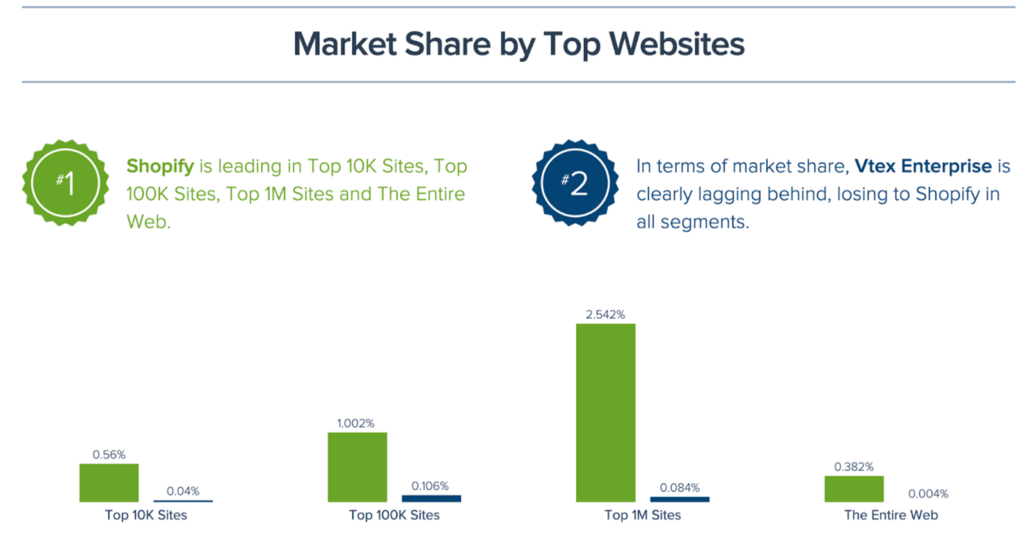 Market Share by Top Websites
#1
Shopify is leading in Top 10K Sites, Top
100K Sites, Top 1M Sites and The Entire
Web.
#2
In terms of market share, Vtex Enterprise is
clearly lagging behind, losing to Shopify in
all segments.
0.56%
0.04%
Top 10K Sites
1.002%
0.106%
Top 100K Sites
2.542%
0.084%
Top 1M Sites
0.382%
0.004%
The Entire Web